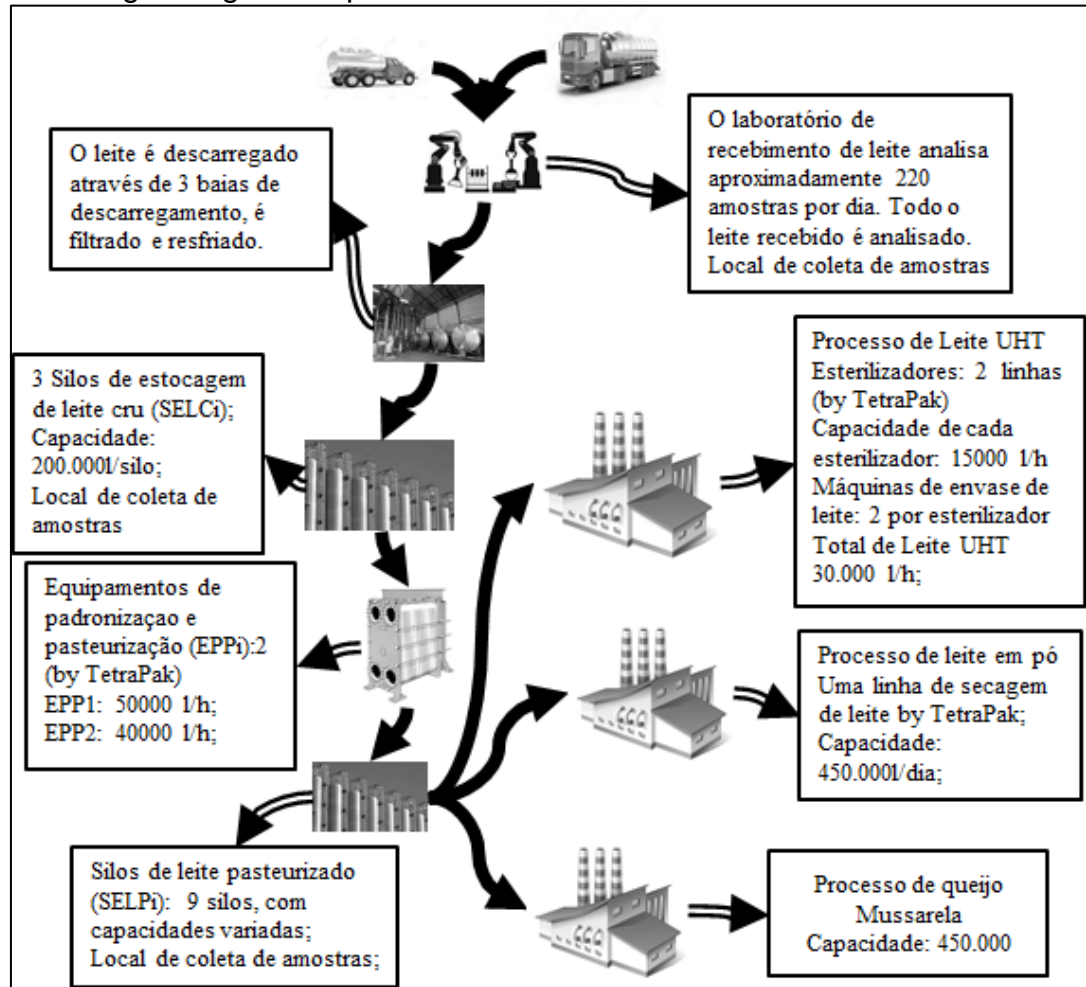 O leite é descarregado
através de 3 baias de
descarregamento, é
filtrado e resfriado.
O laboratório de
recebimento de leite analisa
aproximadamente 220
amostras por dia. Todo o
leite recebido é analisado.
Local de coleta de amostras
3 Silos de estocagem
de leite cru (SELCi);
Capacidade:
200.000l/silo;
Local de coleta de
amostras
Processo de Leite UHT
Esterilizadores: 2 linhas
(by TetraPak)
Capacidade de cada
esterilizador: 15000 l/h
Máquinas de envase de
leite: 2 por esterilizador
Total de Leite UHT
30.000 l/h;
Equipamentos de
padronizaçao e
pasteurização (EPPi):2
(by TetraPak)
EPP1: 50000 l/h;
EPP2: 40000 l/h;
Processo de leite em pó
Uma linha de secagem
de leite by TetraPak;
Capacidade:
450.000l/dia;
Silos de leite pasteurizado
(SELPi): 9 silos, com
capacidades variadas;
Local de coleta de amostras;
Processo de queijo
Mussarela
Capacidade: 450.000